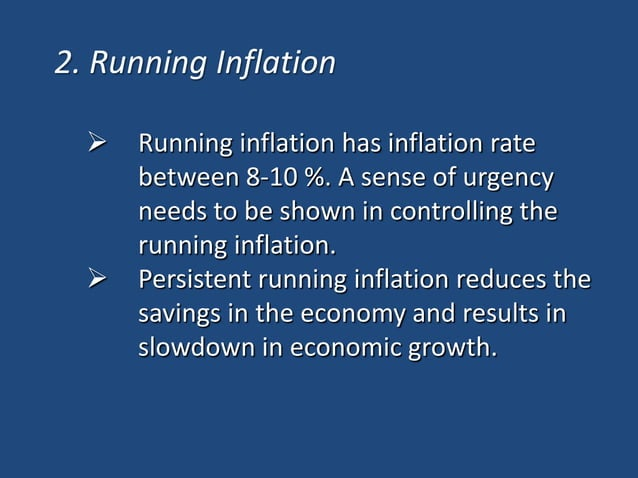 2. Running Inflation
➢ Running inflation has inflation rate
between 8-10 %. A sense of urgency
needs to be shown in controlling the
running inflation.
➢ Persistent running inflation reduces the
savings in the economy and results in
slowdown in economic growth.